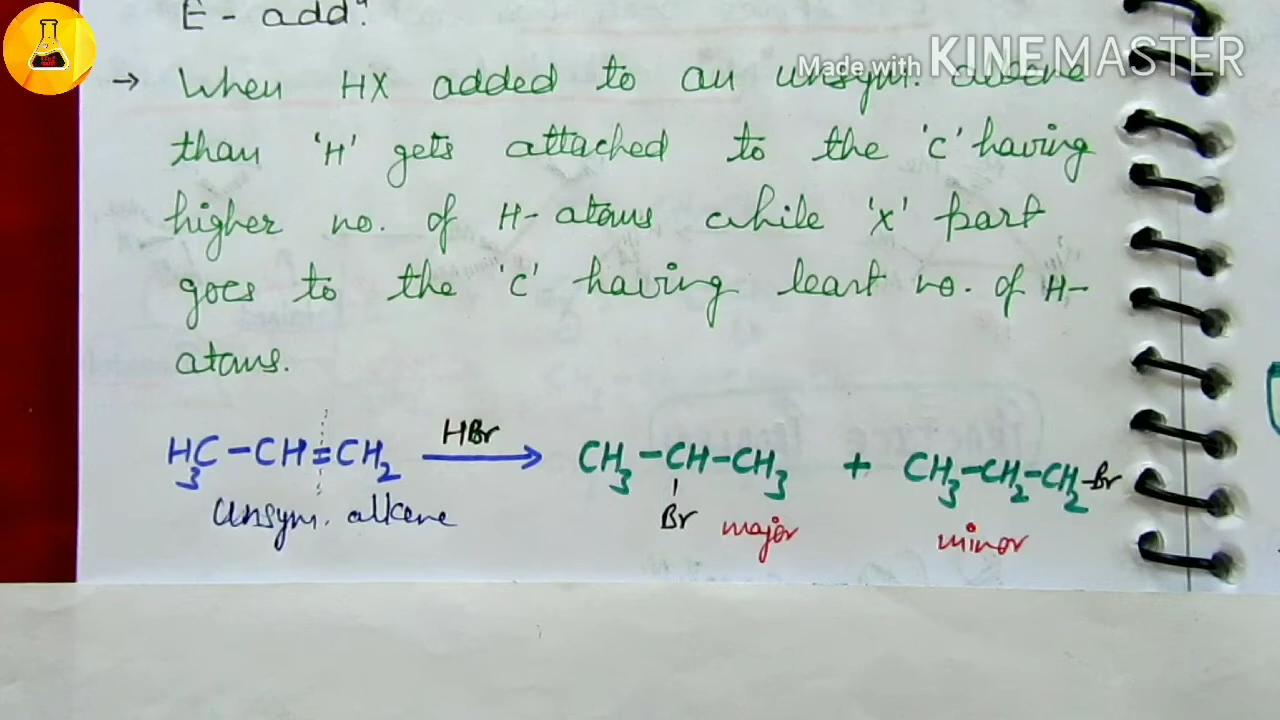 E - addⁿ
Made with KINEMASTER
→ When HX added to an unsym. alkene
than 'H' gets attached to the 'C' having
higher no. of H- atoms while 'X' part
goes to the 'C' having least no. of H-
atoms.
H₃C - CH = CH₂ HBr → CH₃ - CH - CH₃ + CH₃ - CH₂ - CH₂ - Br
Unsym. alkene Br major minor